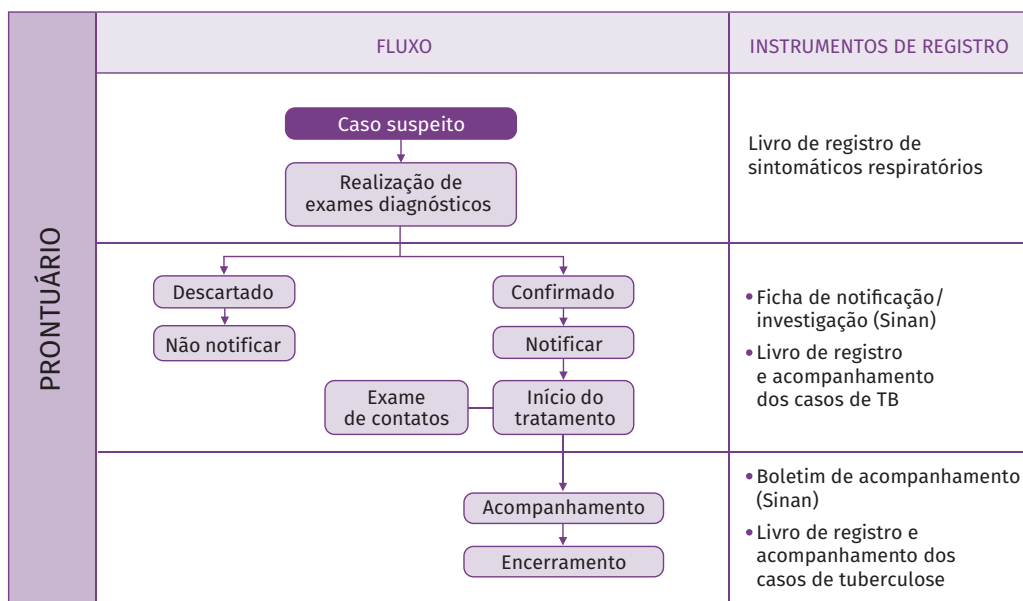 PRONTUÁRIO
FLUXO
INSTRUMENTOS DE REGISTRO
Caso suspeito
Realização de
exames diagnósticos
Livro de registro de
sintomáticos respiratórios
Descartado
Não notificar
Confirmado
Notificar
Exame
de contatos
Início do
tratamento
• Ficha de notificação/
investigação (Sinan)
• Livro de registro
e acompanhamento
dos casos de TB
Acompanhamento
Encerramento
• Boletim de acompanhamento
(Sinan)
• Livro de registro e
acompanhamento dos
casos de tuberculose